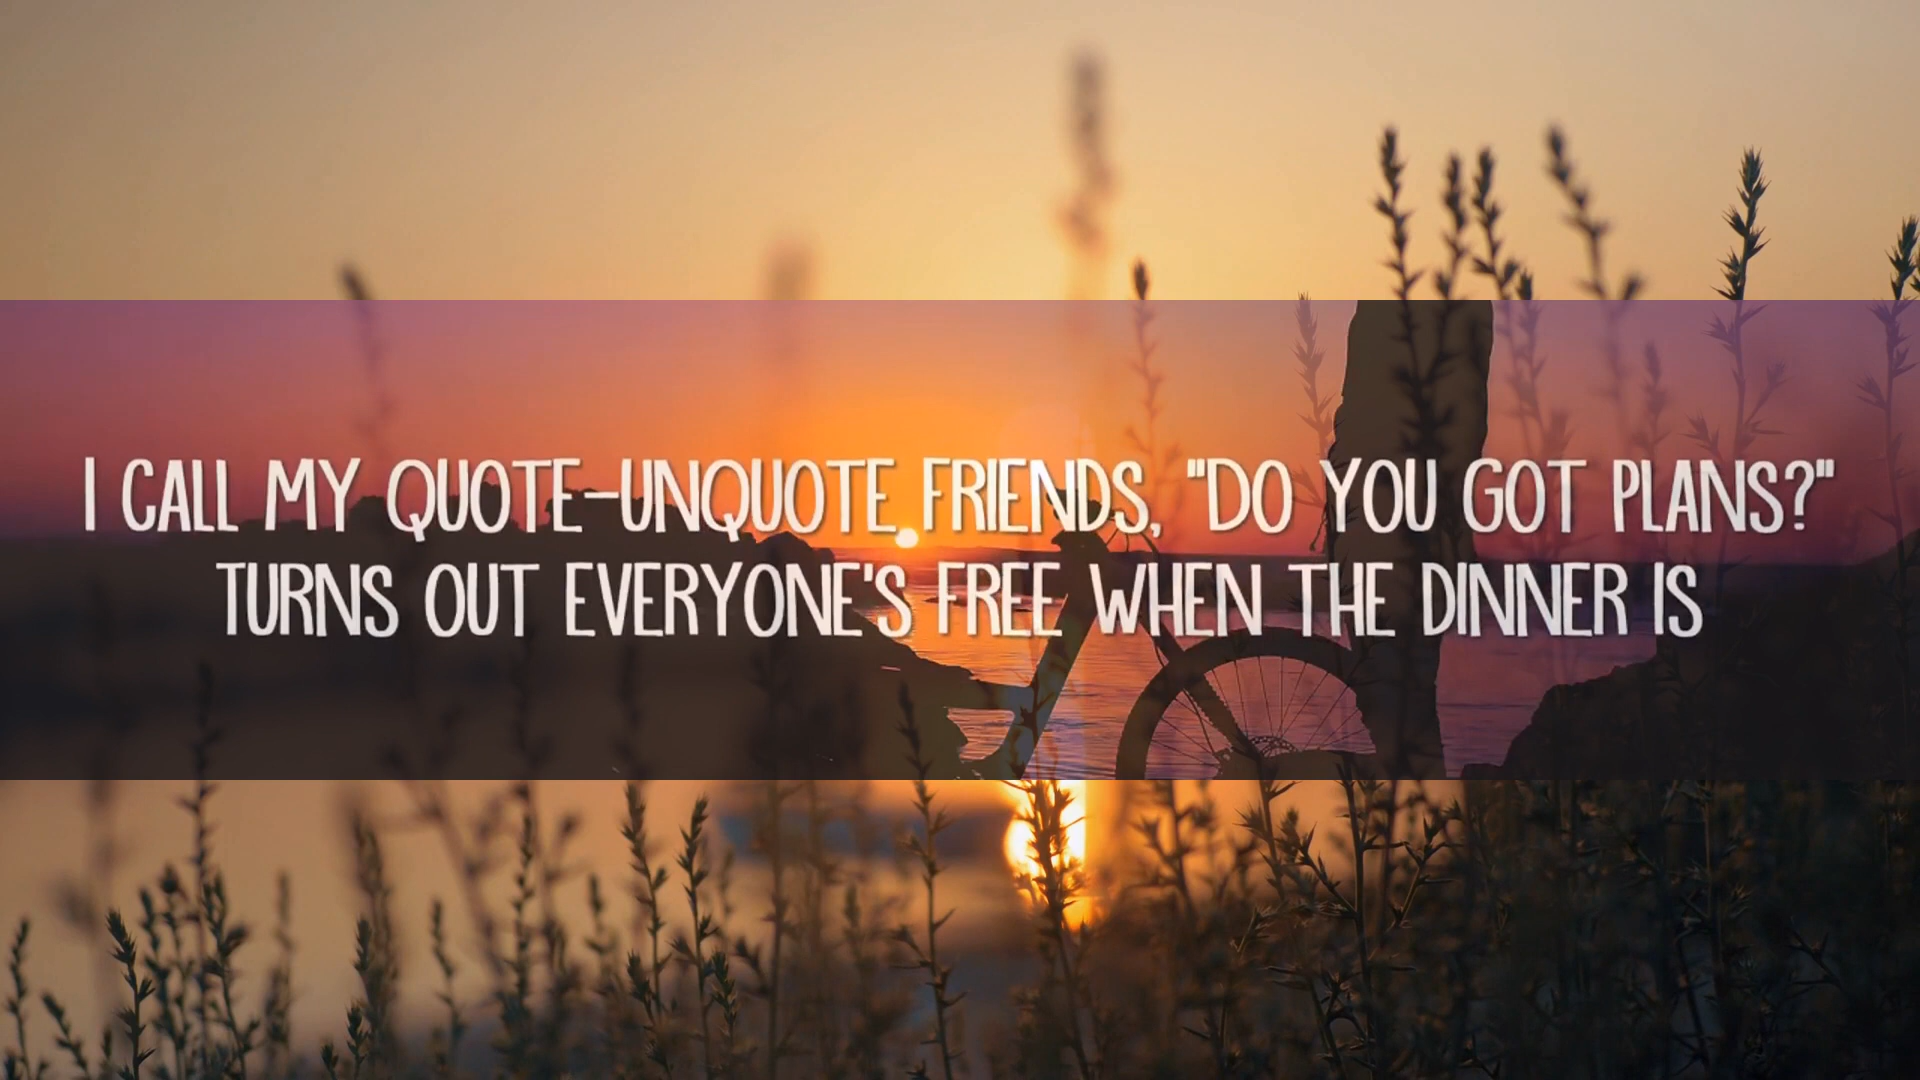 I CALL MY QUOTE-UNQUOTE FRIENDS, "DO YOU GOT PLANS?"
TURNS OUT EVERYONE'S FREE WHEN THE DINNER IS